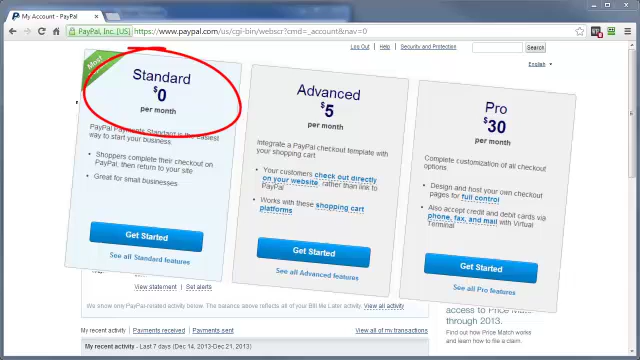 My Account - PayPal
PayPal, Inc. [US]
https://www.paypal.com/us/cgi-bin/webscr?cmd=_account&nav=0
Log Out
Help
Search
English
Most
Standard
$0
per month
PayPal Payments Standard is the easiest
way to start your business.
Shoppers complete their checkout on
PayPal, then return to your site
Great for small businesses
Get Started
See all Standard features
Advanced
$5
per month
Integrate a PayPal checkout template with
your shopping cart
Your customers check out directly
on your website rather than link to
PayPal
Works with these shopping cart
platforms
Get Started
See all Advanced features
Pro
$30
per month
Complete customization of all checkout
options.
Design and host your own checkout
pages for full control
Also accept credit and debit cards via
phone, fax, and mail with Virtual
Terminal
Get Started
See all Pro features
View statement
Set alerts
We show only PayPal-related activity below. The balance above reflects all of your Bill Me Later activity. View all activity
access to Price Match
through 2013.
Find out how Price Match works
and learn how to file a claim.
My recent activity
Payments received
Payments sent
View all of my transactions
My recent activity - Last 7 days (Dec 14, 2013-Dec 21, 2013)